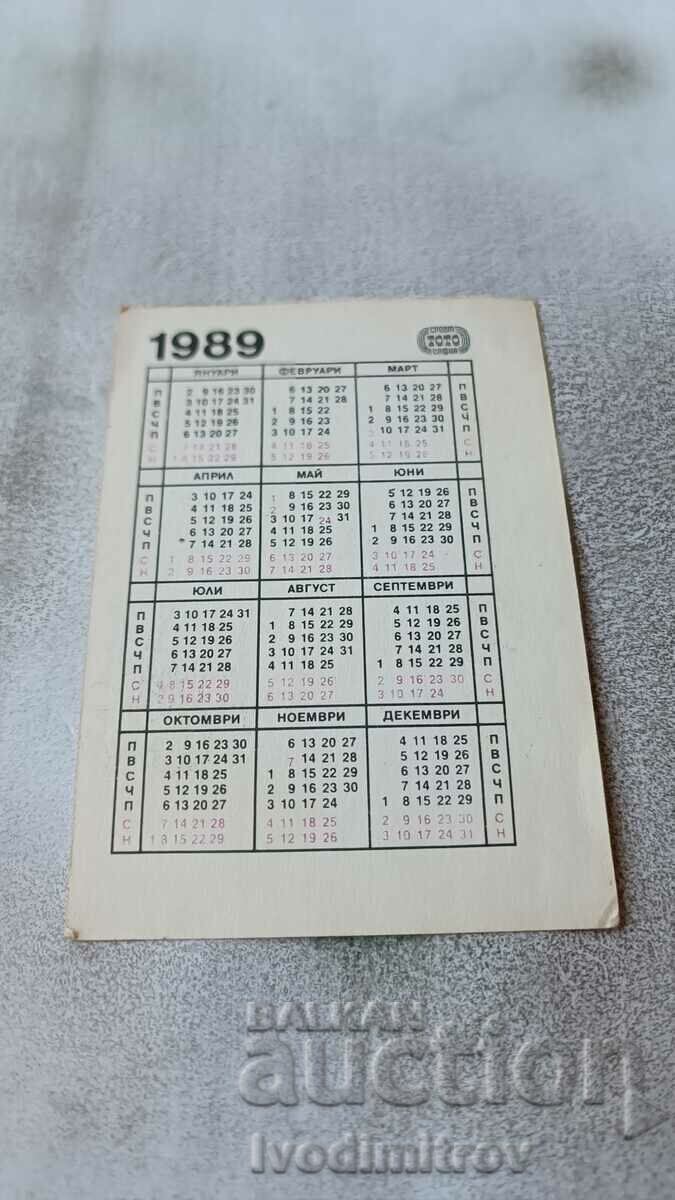 1989
СПОРТ
ТОТО
СОФИЯ
ЯНУАРИ ФЕВРУАРИ МАРТ
П 2 9 16 23 30 6 13 20 27 6 13 20 27 П
В 3 10 17 24 31 7 14 21 28 7 14 21 28 В
С 4 11 18 25 1 8 15 22 1 8 15 22 29 С
Ч 5 12 19 26 2 9 16 23 2 9 16 23 30 Ч
П 6 13 20 27 3 10 17 24 3 10 17 24 31 П
С 7 14 21 28 4 11 18 25 4 11 18 25 С
Н 1 8 15 22 29 5 12 19 26 5 12 19 26 Н
АПРИЛ МАЙ ЮНИ
П 3 10 17 24 1 8 15 22 29 5 12 19 26 П
В 4 11 18 25 2 9 16 23 30 6 13 20 27 В
С 5 12 19 26 3 10 17 24 31 7 14 21 28 С
Ч 6 13 20 27 4 11 18 25 1 8 15 22 29 Ч
П 7 14 21 28 5 12 19 26 2 9 16 23 30 П
С 1 8 15 22 29 6 13 20 27 3 10 17 24 С
Н 2 9 16 23 30 7 14 21 28 4 11 18 25 Н
ЮЛИ АВГУСТ СЕПТЕМВРИ
П 3 10 17 24 31 7 14 21 28 4 11 18 25 П
В 4 11 18 25 1 8 15 22 29 5 12 19 26 В
С 5 12 19 26 2 9 16 23 30 6 13 20 27 С
Ч 6 13 20 27 3 10 17 24 31 7 14 21 28 Ч
П 7 14 21 28 4 11 18 25 1 8 15 22 29 П
С 8 15 22 29 5 12 19 26 2 9 16 23 30 С
Н 2 9 16 23 30 6 13 20 27 3 10 17 24 Н
ОКТОМВРИ НОЕМВРИ ДЕКЕМВРИ
П 2 9 16 23 30 6 13 20 27 4 11 18 25 П
В 3 10 17 24 31 7 14 21 28 5 12 19 26 В
С 4 11 18 25 1 8 15 22 29 6 13 20 27 С
Ч 5 12 19 26 2 9 16 23 30 7 14 21 28 Ч
П 6 13 20 27 3 10 17 24 1 8 15 22 29 П
С 7 14 21 28 4 11 18 25 2 9 16 23 30 С
Н 1 8 15 22 29 5 12 19 26 3 10 17 24 31 Н
BALKAN
auction
Ivodimitrov